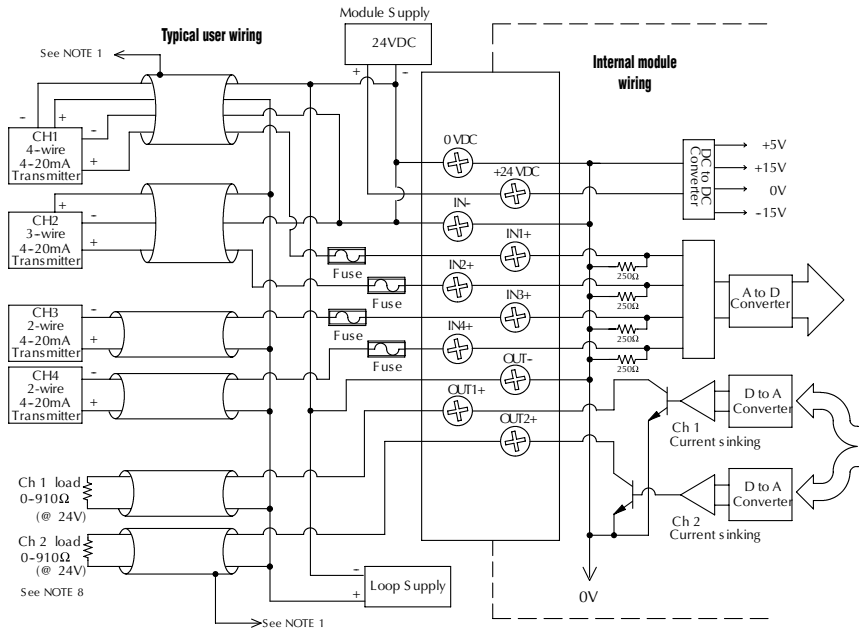 Module Supply
24VDC
+
-
Typical user wiring
See NOTE 1
Internal module
wiring
-
+
-
+
CH1
4-wire
4-20mA
Transmitter
+
-
+
CH2
3-wire
4-20mA
Transmitter
-
+
CH3
2-wire
4-20mA
Transmitter
-
+
CH4
2-wire
4-20mA
Transmitter
Fuse
Fuse
Fuse
Fuse
0 VDC
+24 VDC
IN-
IN1+
IN2+
IN3+
IN4+
OUT-
OUT1+
OUT2+
DC to DC
Converter
+5V
+15V
0V
-15V
250Ω
250Ω
250Ω
250Ω
A to D
Converter
D to A
Converter
Ch 1
Current sinking
D to A
Converter
Ch 2
Current sinking
0V
Ch 1 load
0-910Ω
(@ 24V)
Ch 2 load
0-910Ω
(@ 24V)
See NOTE 8
-
+
Loop Supply
See NOTE 1